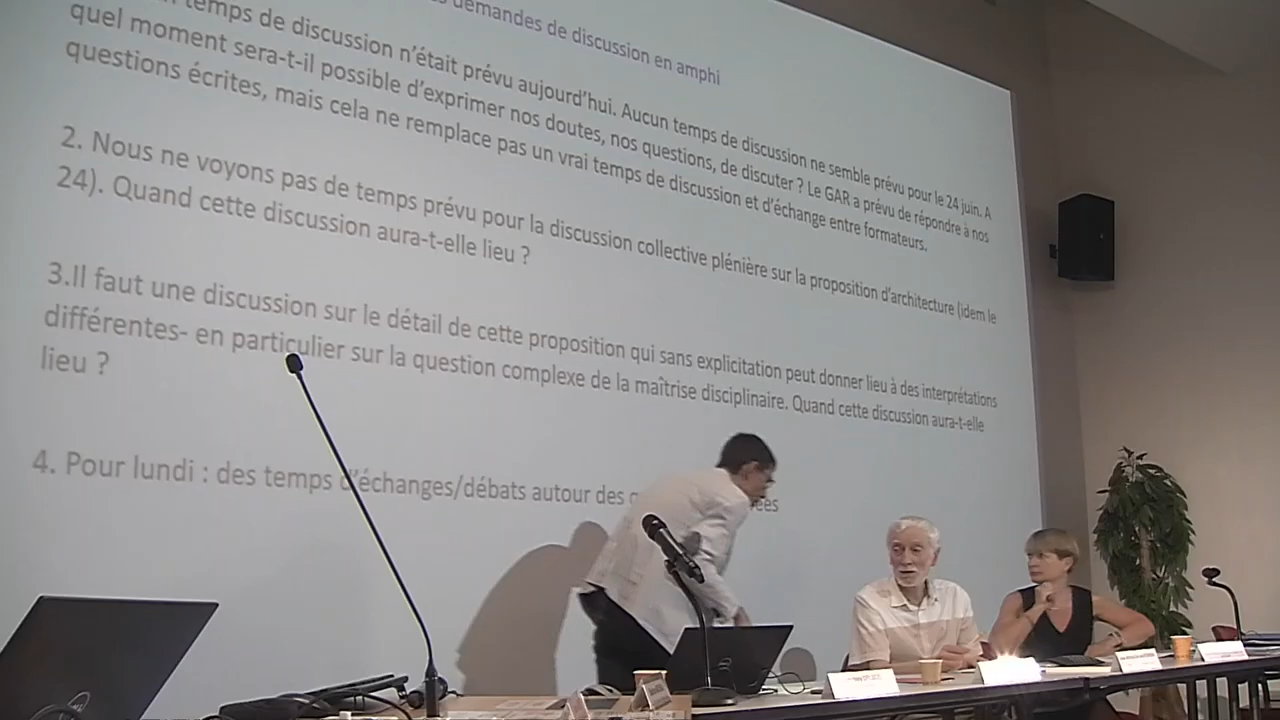 demandes de discussion en amphi
temps de discussion n'était prévu aujourd'hui. Aucun temps de discussion ne semble prévu pour le 24 juin. A
quel moment sera-t-il possible d'exprimer nos doutes, nos questions, de discuter ? Le GAR a prévu de répondre à nos
questions écrites, mais cela ne remplace pas un vrai temps de discussion et d'échange entre formateurs.
2. Nous ne voyons pas de temps prévu pour la discussion collective plénière sur la proposition d'architecture (idem le
24). Quand cette discussion aura-t-elle lieu ?
3.Il faut une discussion sur le détail de cette proposition qui sans explicitation peut donner lieu à des interprétations
différentes- en particulier sur la question complexe de la maîtrise disciplinaire. Quand cette discussion aura-t-elle
lieu ?
4. Pour lundi : des temps d'échanges/débats autour des